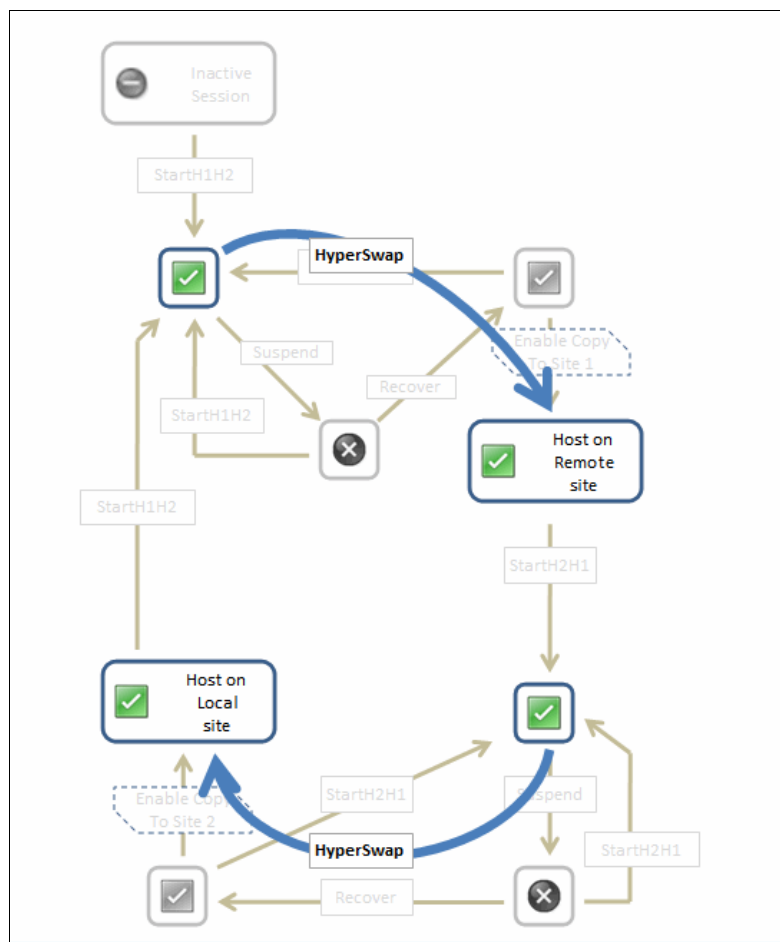 Inactive
Session
StartH1H2
HyperSwap
Enable Copy
To Site 1
Suspend
Recover
StartH1H2
Host on
Remote
site
StartH1H2
StartH2H1
Host on
Local
site
Enable Copy
To Site 2
StartH2H1
Suspend
HyperSwap
StartH2H1
Recover